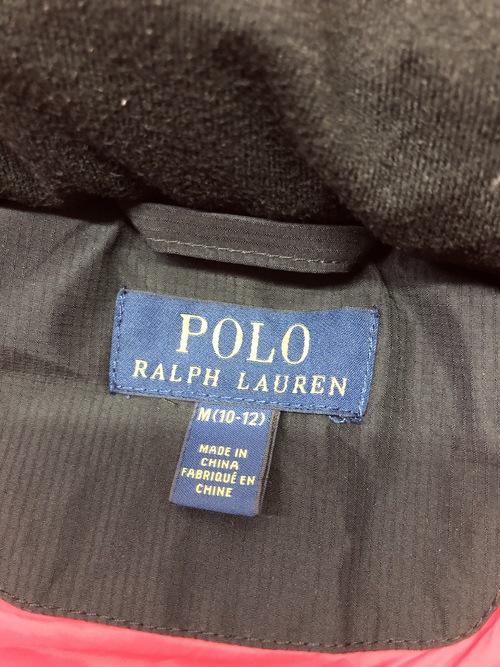 POLO
RALPH LAUREN
M(10-12)
MADE IN
CHINA
FABRIQUÉ EN
CHINE